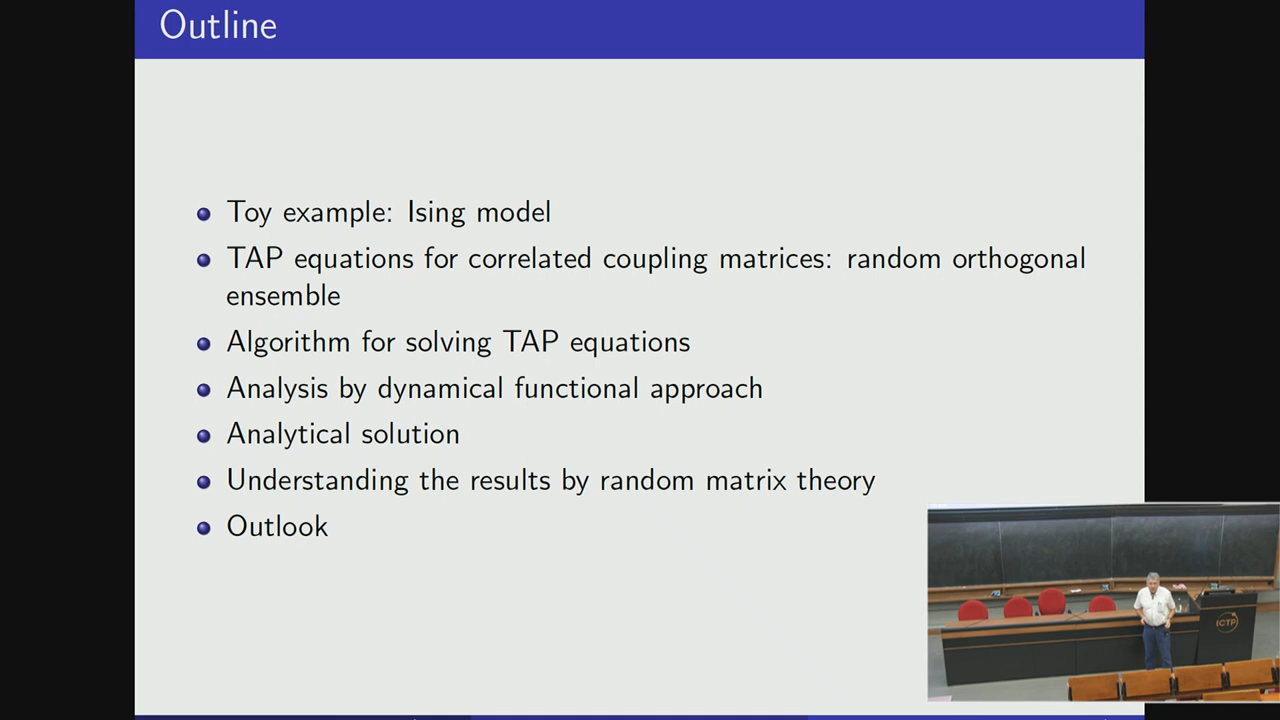 Outline
Toy example: Ising model
TAP equations for correlated coupling matrices: random orthogonal
ensemble
Algorithm for solving TAP equations
Analysis by dynamical functional approach
Analytical solution
Understanding the results by random matrix theory
Outlook
ICTP